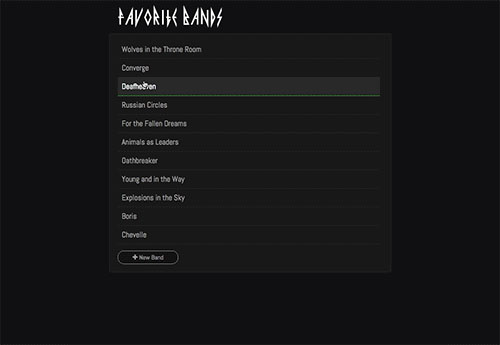 FAVORITE BANDS
Wolves in the Throne Room
Converge
Deafheaven
Russian Circles
For the Fallen Dreams
Animals as Leaders
Oathbreaker
Young and in the Way
Explosions in the Sky
Boris
Chevelle
+ New Band